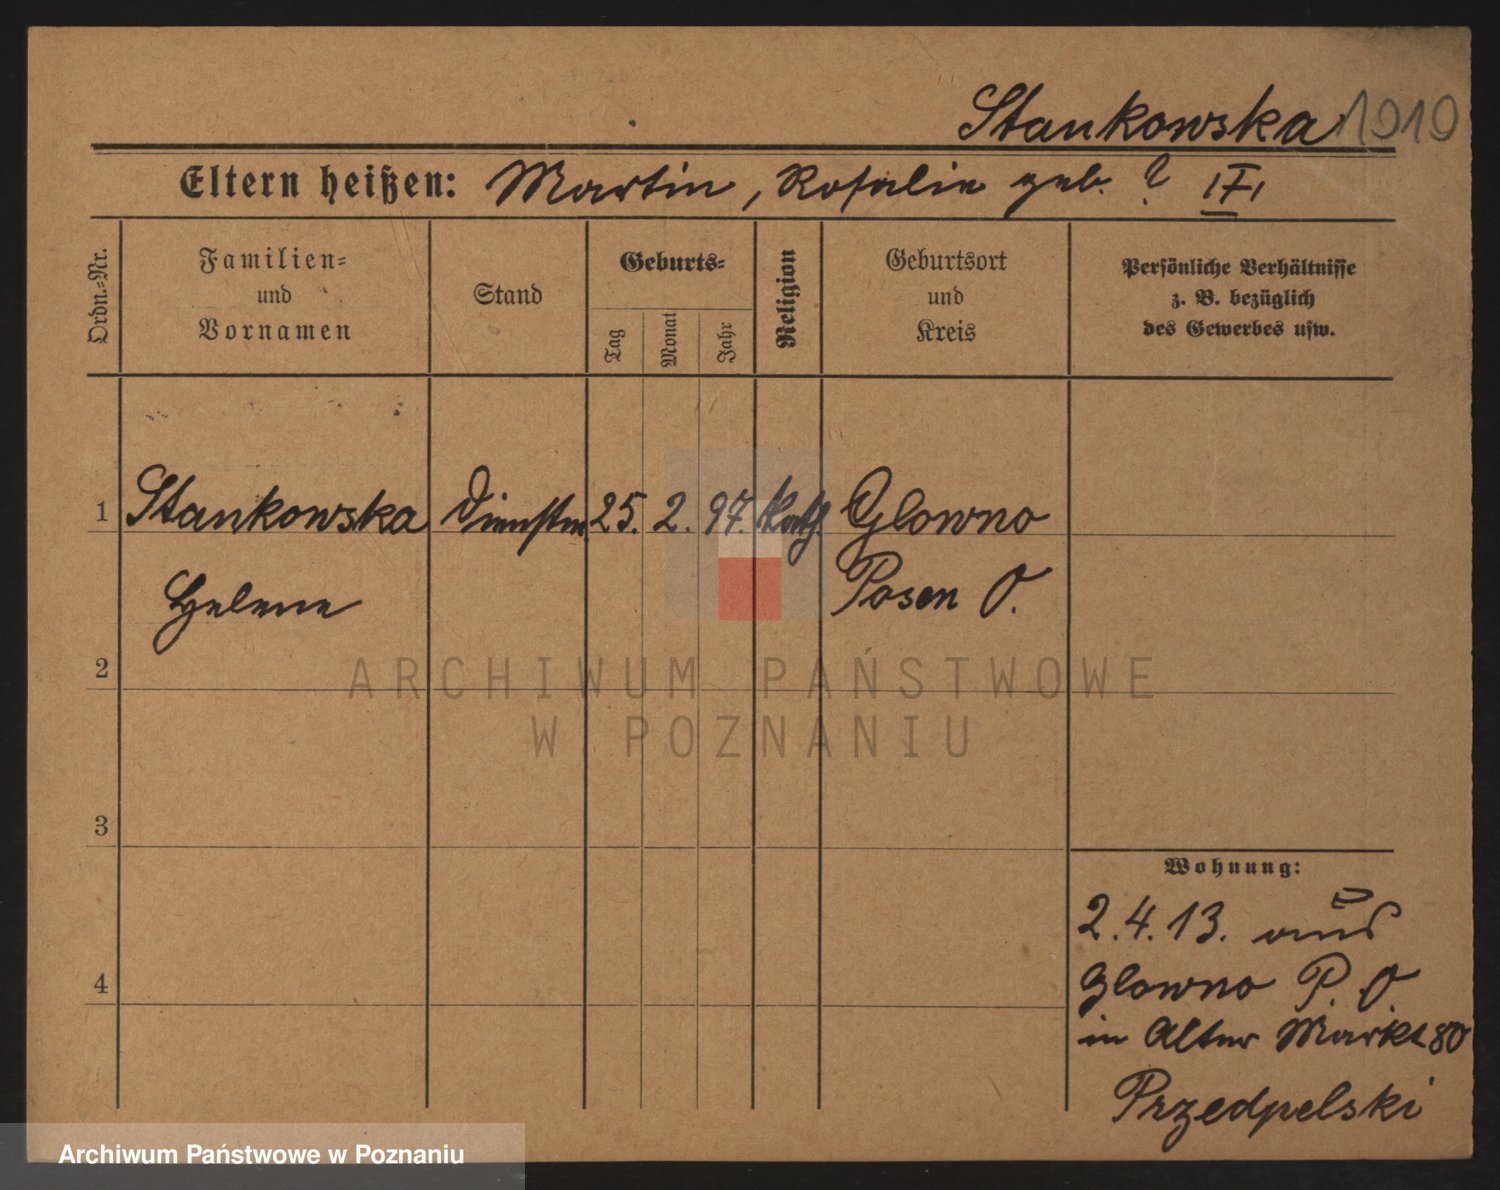 Stankowska 1919
Eltern heißen: Martin, Rosalie geb. ?
Ordn.-Nr.
Familien-
und
Vornamen
Stand
Geburts-
Tag
Monat
Jahr
Religion
Geburtsort
und
Kreis
Persönliche Verhältnisse
z. B. bezüglich
des Gewerbes usw.
1 Stankowska Dienstm. 25. 2. 97. kath. Glowno
Helene Posen O.
2
ARCHIWUM PAŃSTWOWE
W POZNANIU
3
Wohnung:
2.4.13. aus
Glowno P. O.
4
in Alter Markt 80
Przedpelski
Archiwum Państwowe w Poznaniu